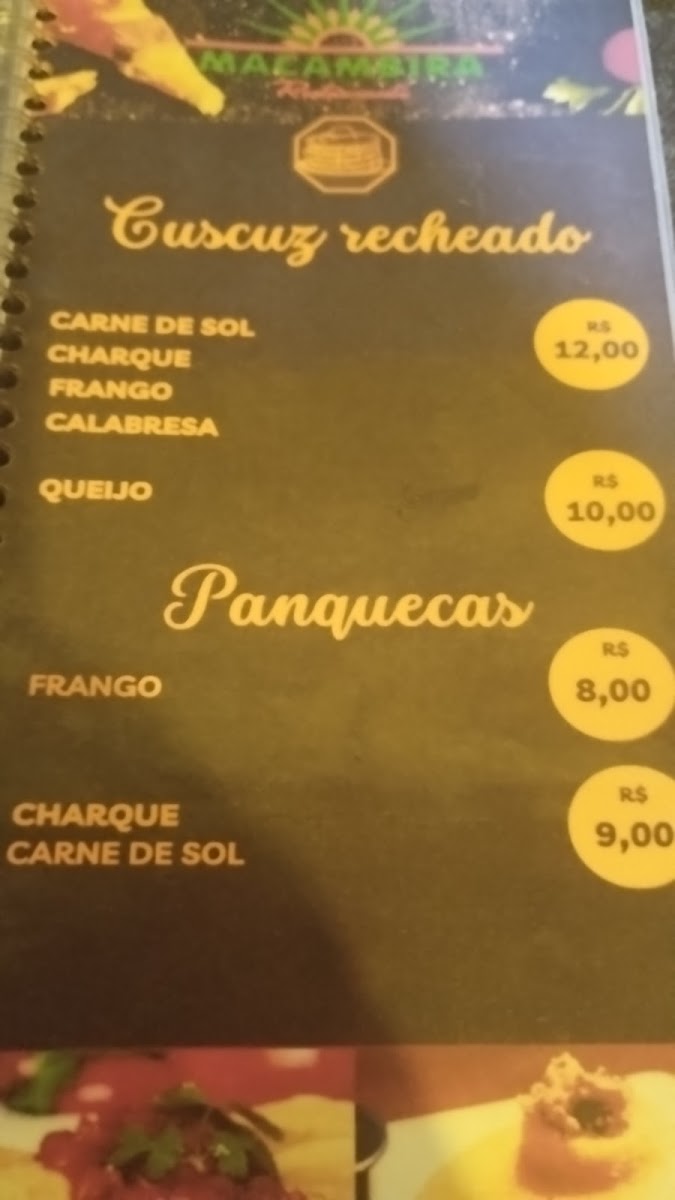 MACAMBIRA
Cuscuz recheado
CARNE DE SOL
CHARQUE
FRANGO
CALABRESA
R$
12,00
QUEIJO
R$
10,00
Panquecas
FRANGO
R$
8,00
CHARQUE
CARNE DE SOL
R$
9,00